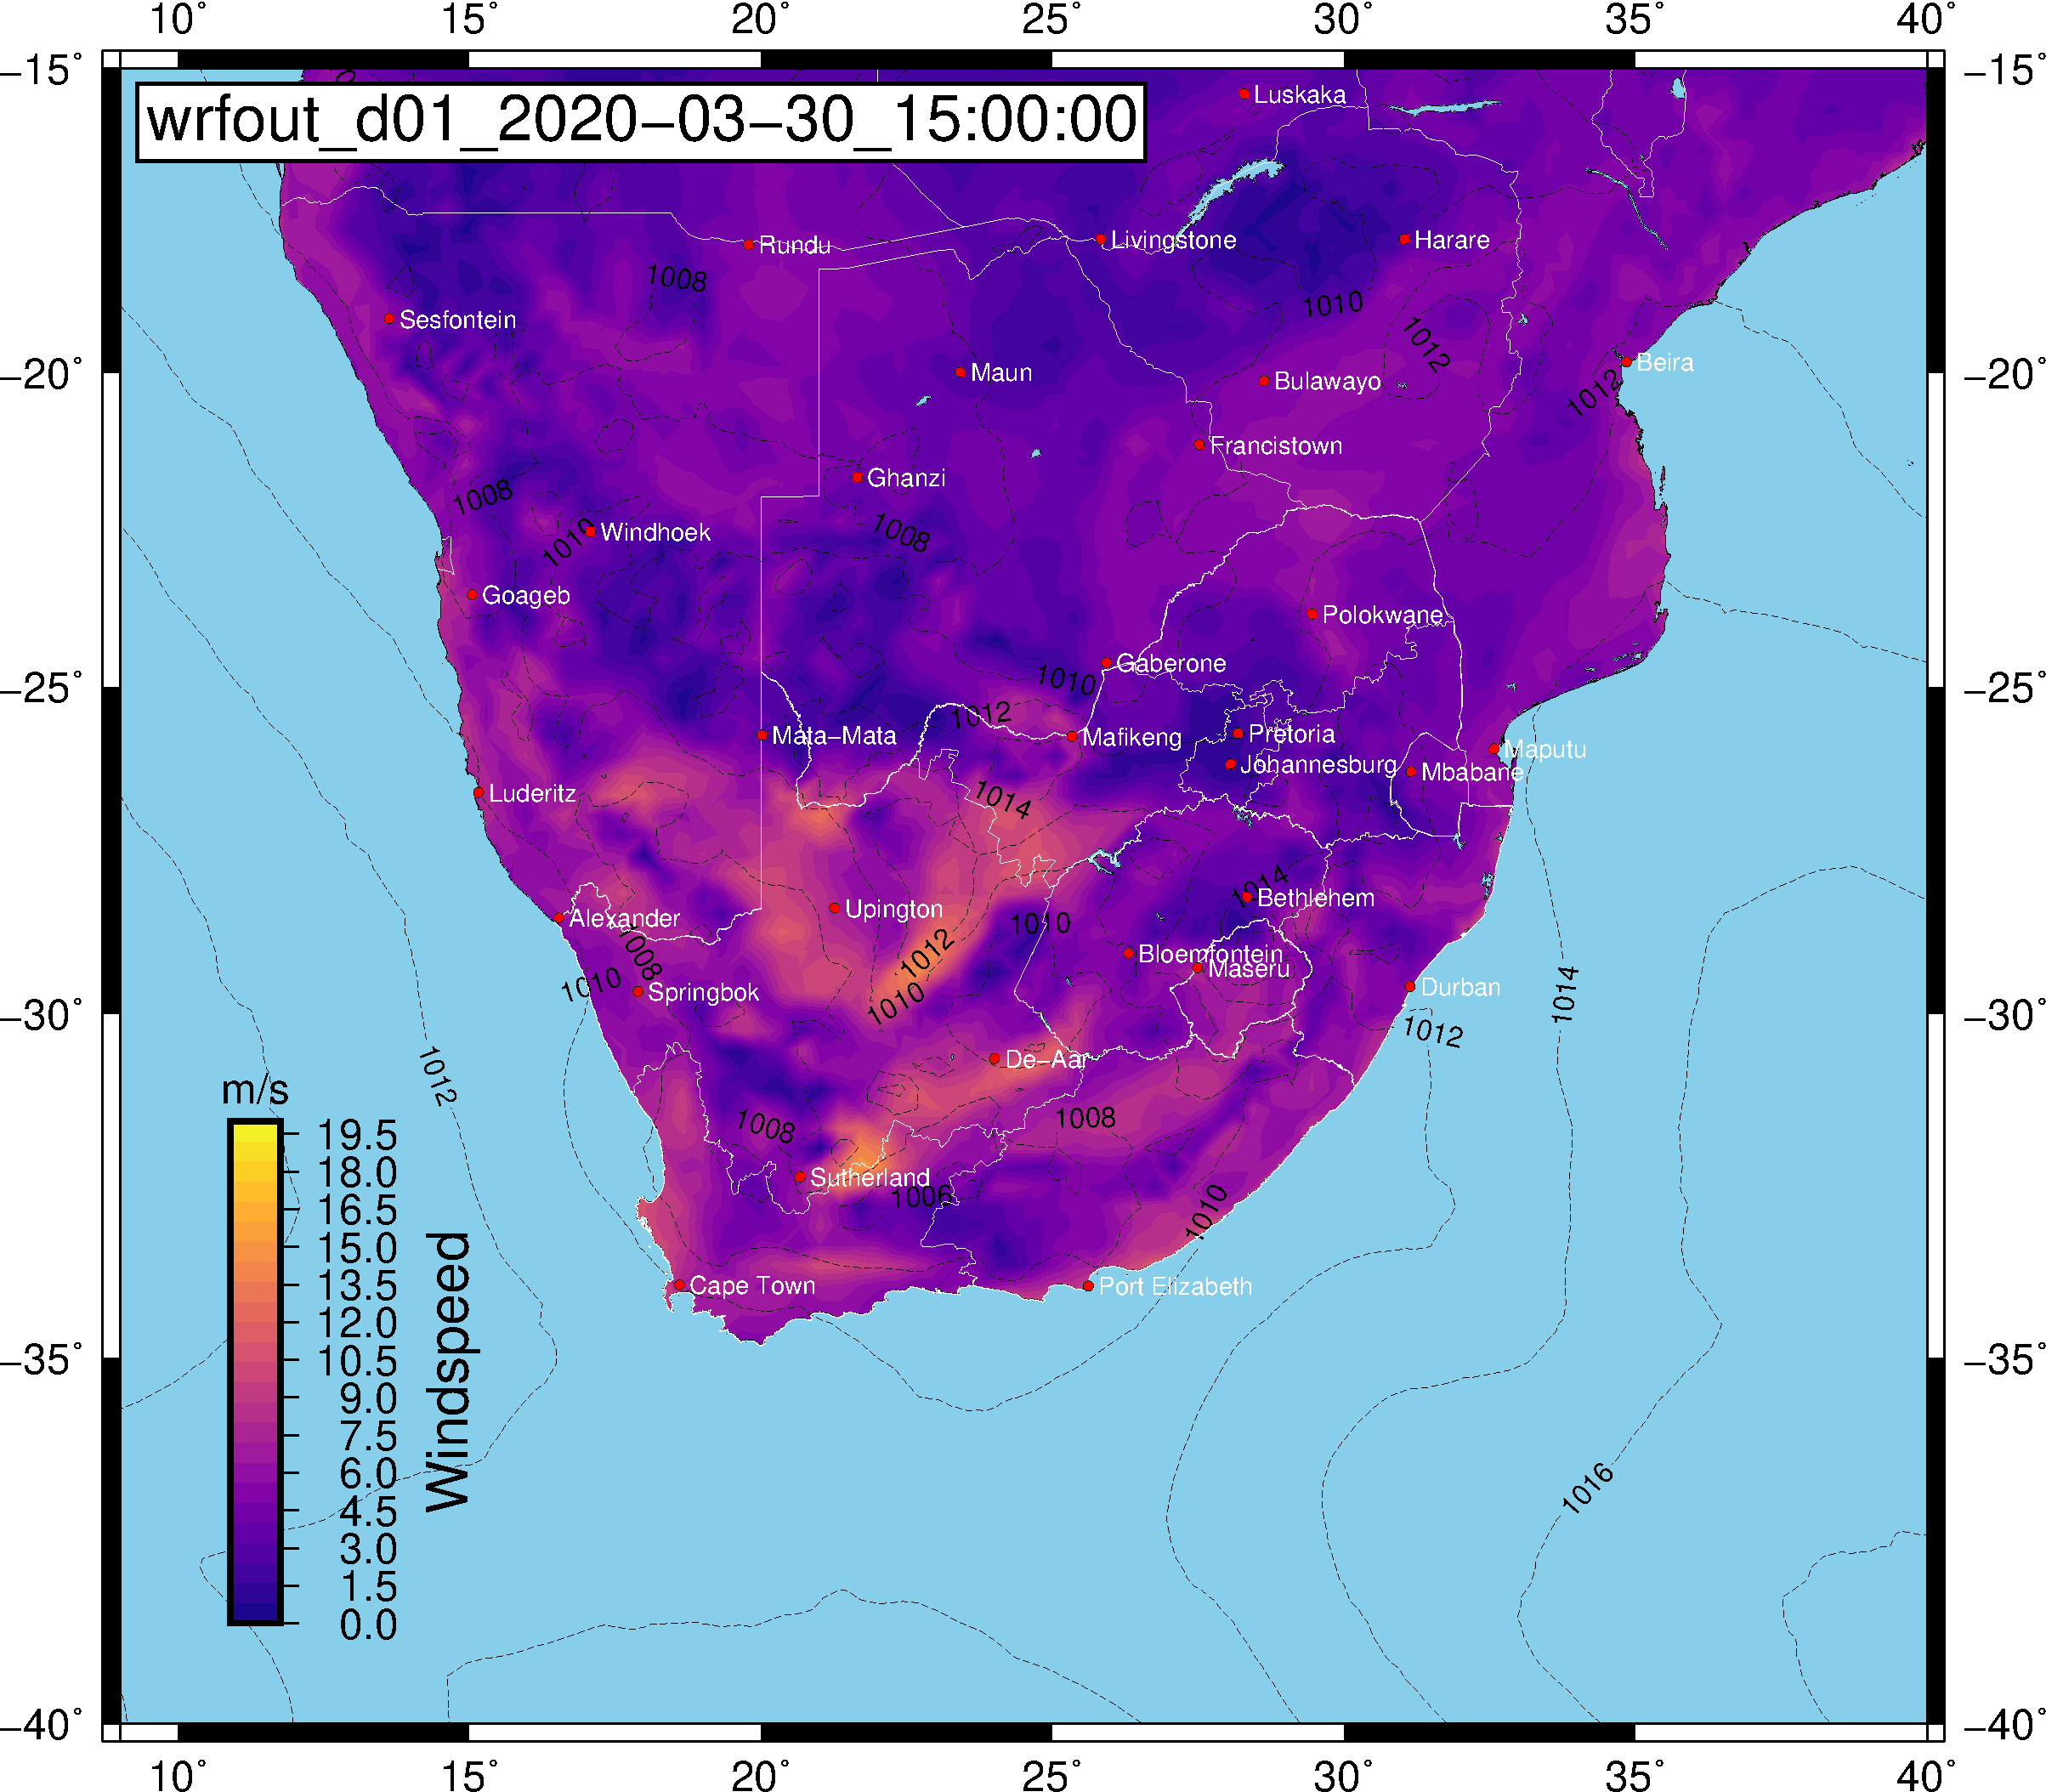 10° 15° 20° 25° 30° 35° 40°
−15° −15°
wrfout_d01_2020−03−30_15:00:00
Luskaka
Rundu
Livingstone
Harare
1008
1010
Sesfontein
1012
−20° −20°
Maun
Bulawayo
Beira
1012
Francistown
Ghanzi
1008
1010
Windhoek
1008
Goageb
Polokwane
Gaberone
1010
−25° −25°
1012
Mata−Mata
Mafikeng
Pretoria
Maputu
Johannesburg
Mbabane
Luderitz
1014
1014
Bethlehem
Alexander
Upington
1010
1008
1012
Bloemfontein
Maseru
1010
Springbok
1010
Durban
1014
−30° −30°
1012
De−Aar
1012
m/s
1008
1008
19.5
18.0
16.5
15.0
13.5
12.0
10.5
9.0
7.5
6.0
4.5
3.0
1.5
0.0
Windspeed
Sutherland
1006
1010
Cape Town
Port Elizabeth
−35° −35°
1016
−40° −40°
10° 15° 20° 25° 30° 35° 40°